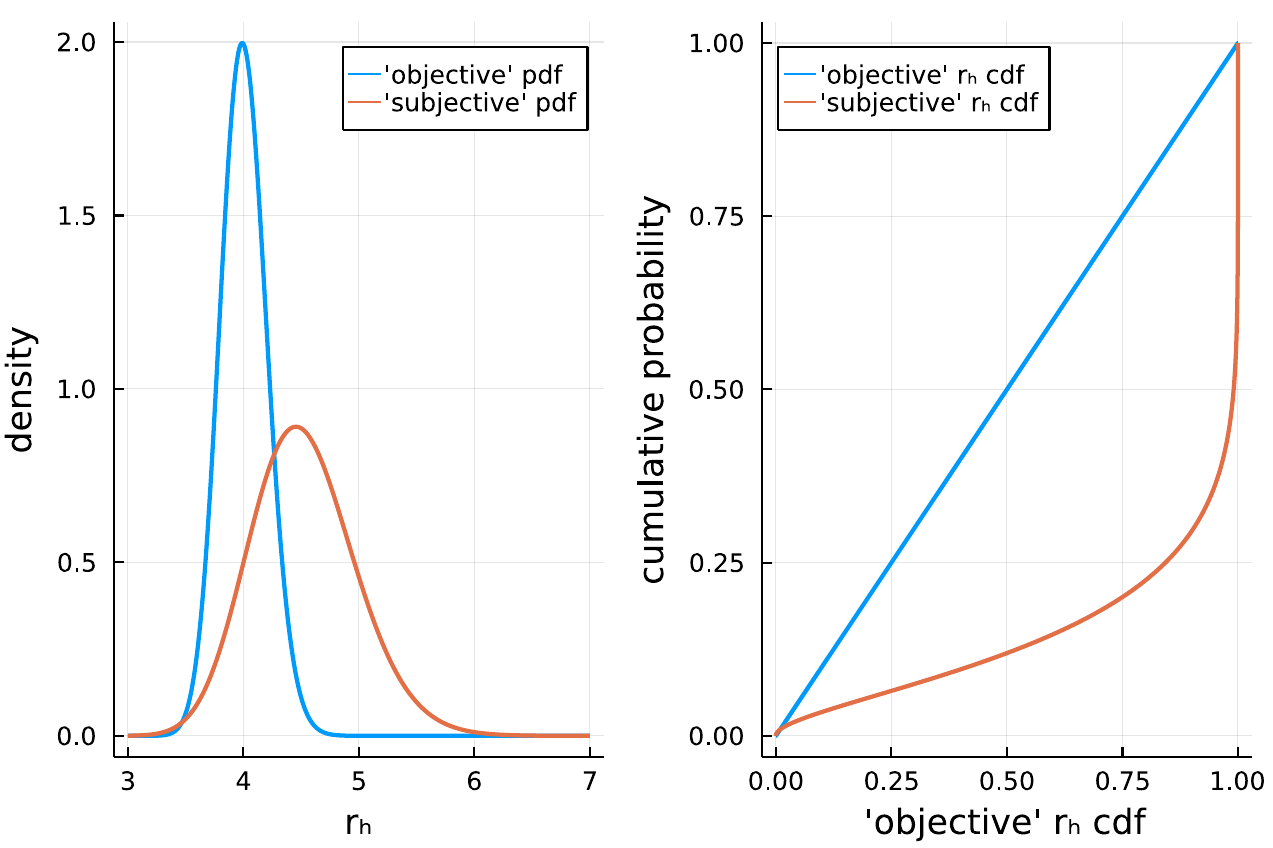 'objective' pdf
'subjective' pdf
density
2.0
1.5
1.0
0.5
0.0
3 4 5 6 7
rₕ
'objective' rₕ cdf
'subjective' rₕ cdf
cumulative probability
1.00
0.75
0.50
0.25
0.00
0.00 0.25 0.50 0.75 1.00
'objective' rₕ cdf